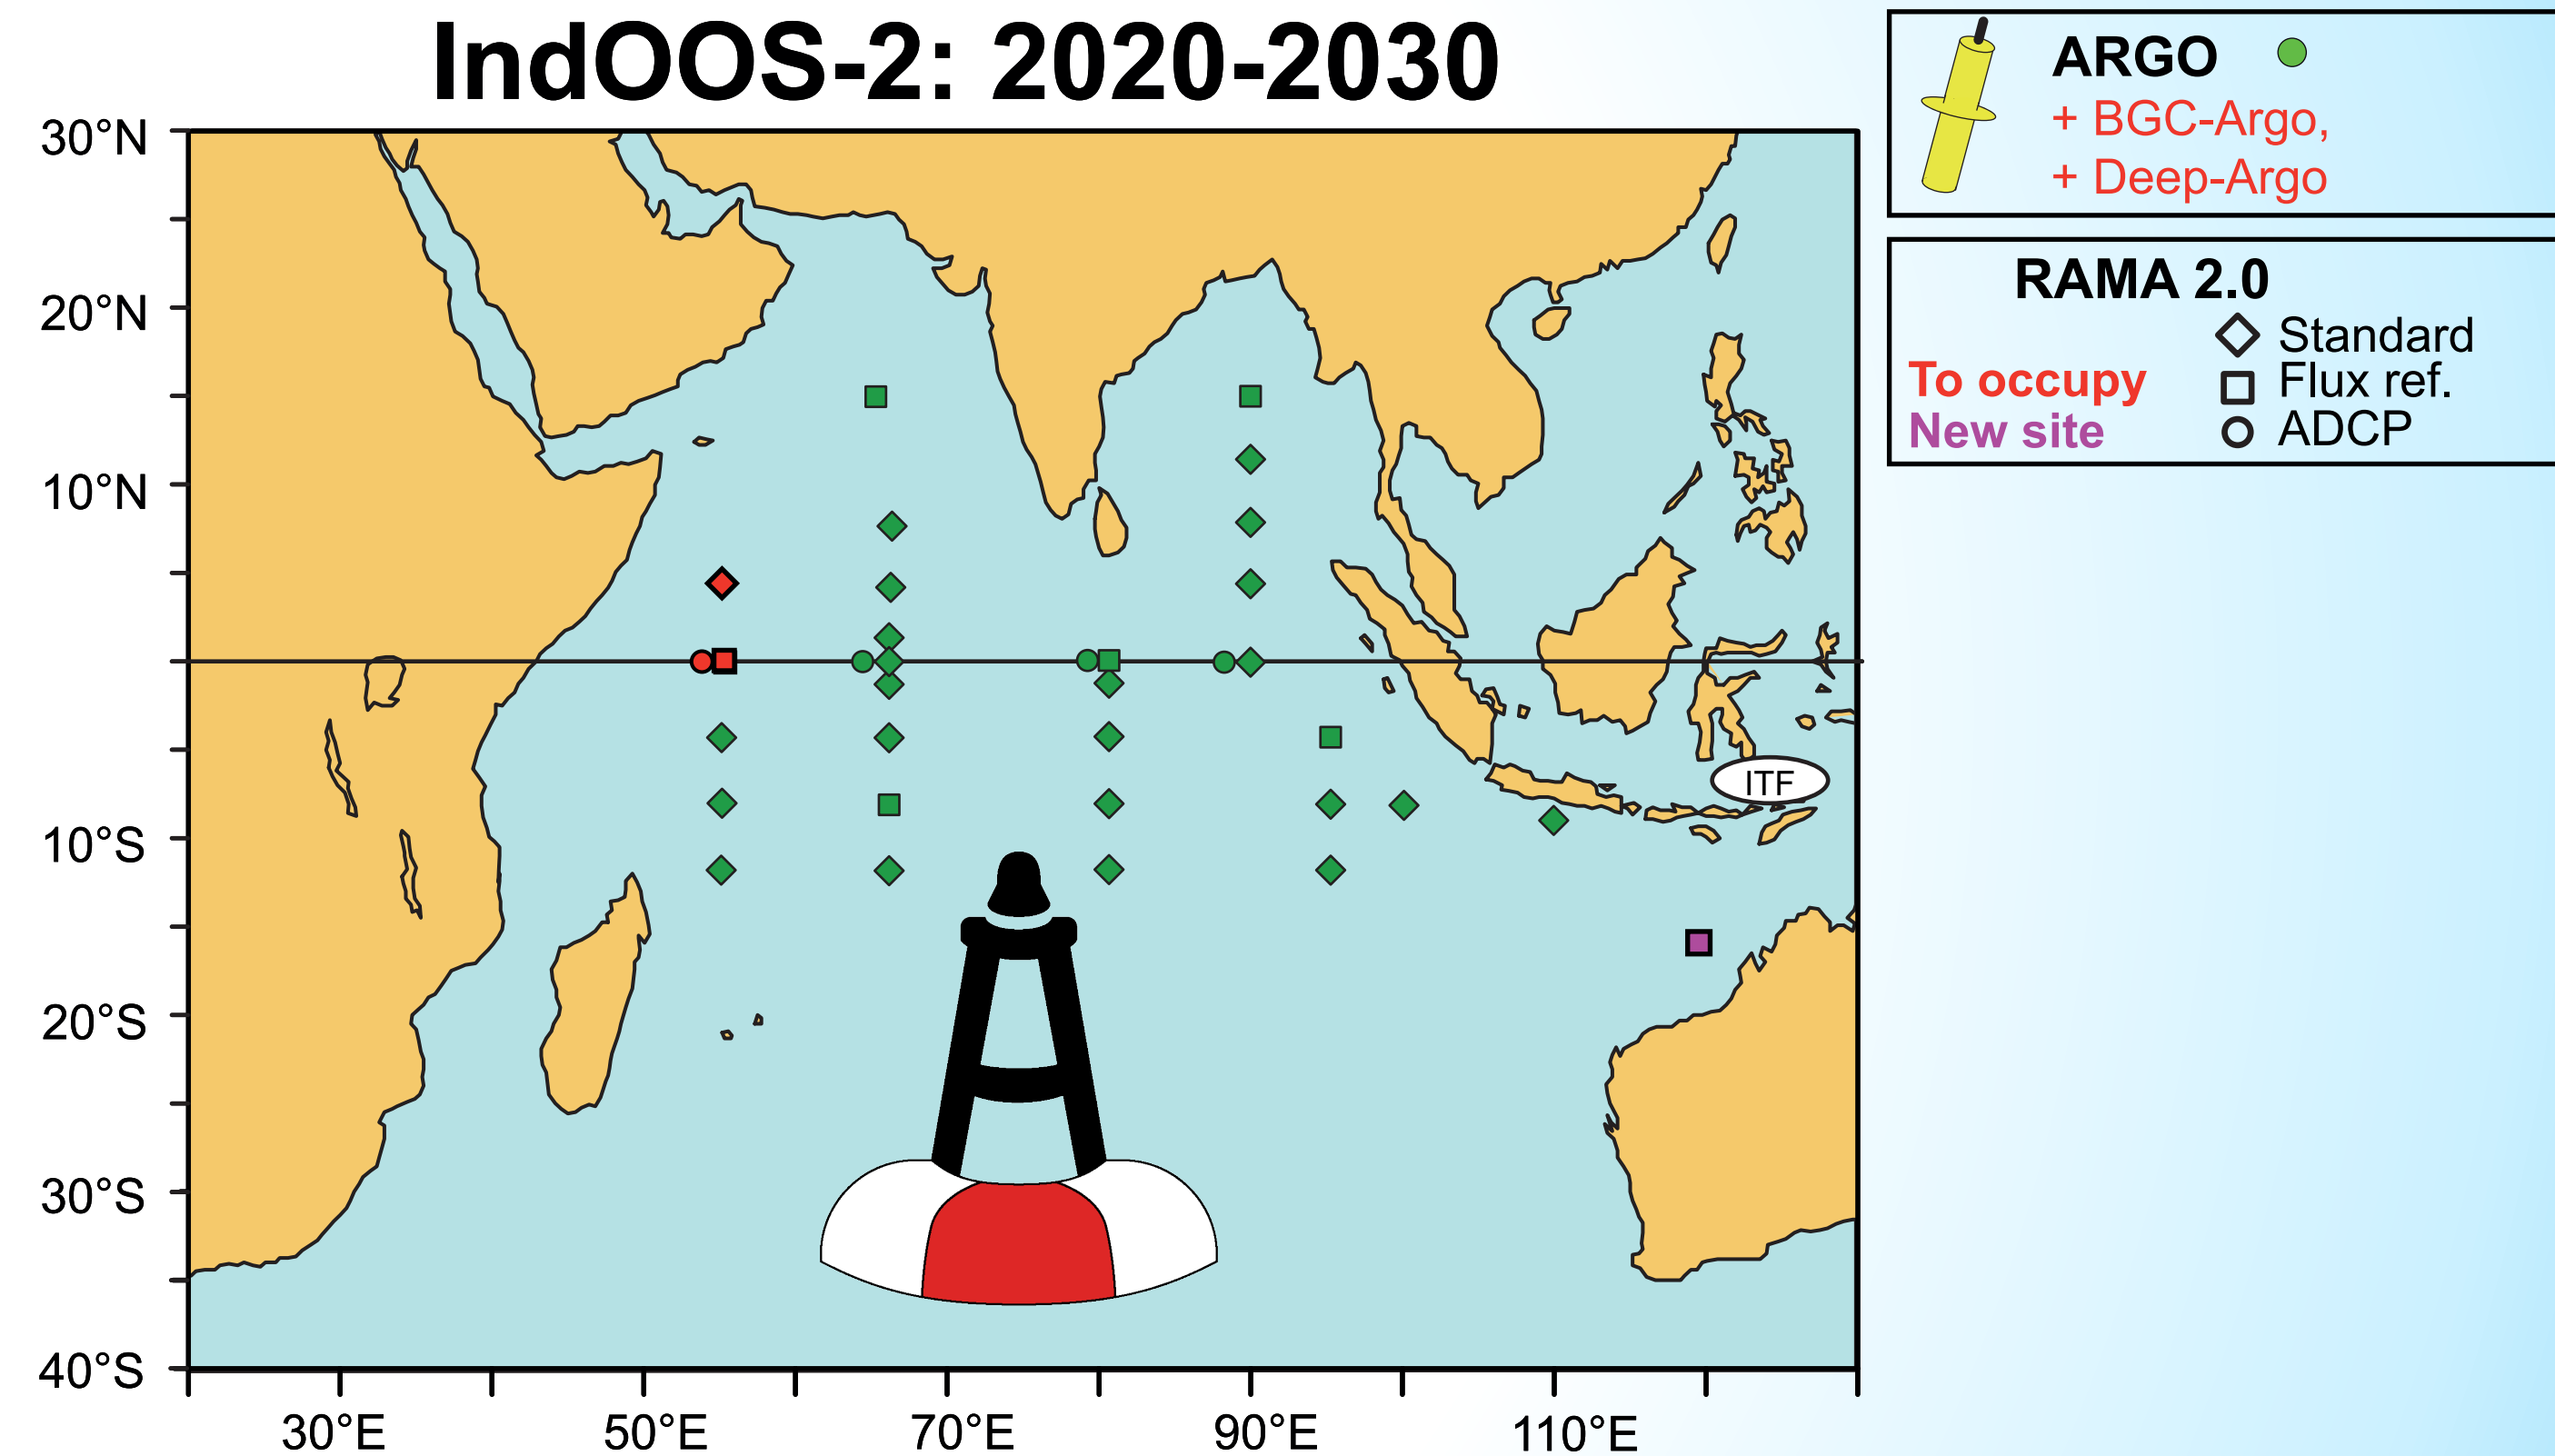 IndOOS-2: 2020-2030
ARGO
+ BGC-Argo,
+ Deep-Argo
RAMA 2.0
Standard
To occupy
Flux ref.
New site
ADCP
30°N
20°N
10°N
10°S
20°S
30°S
40°S
ITF
30°E
50°E
70°E
90°E
110°E